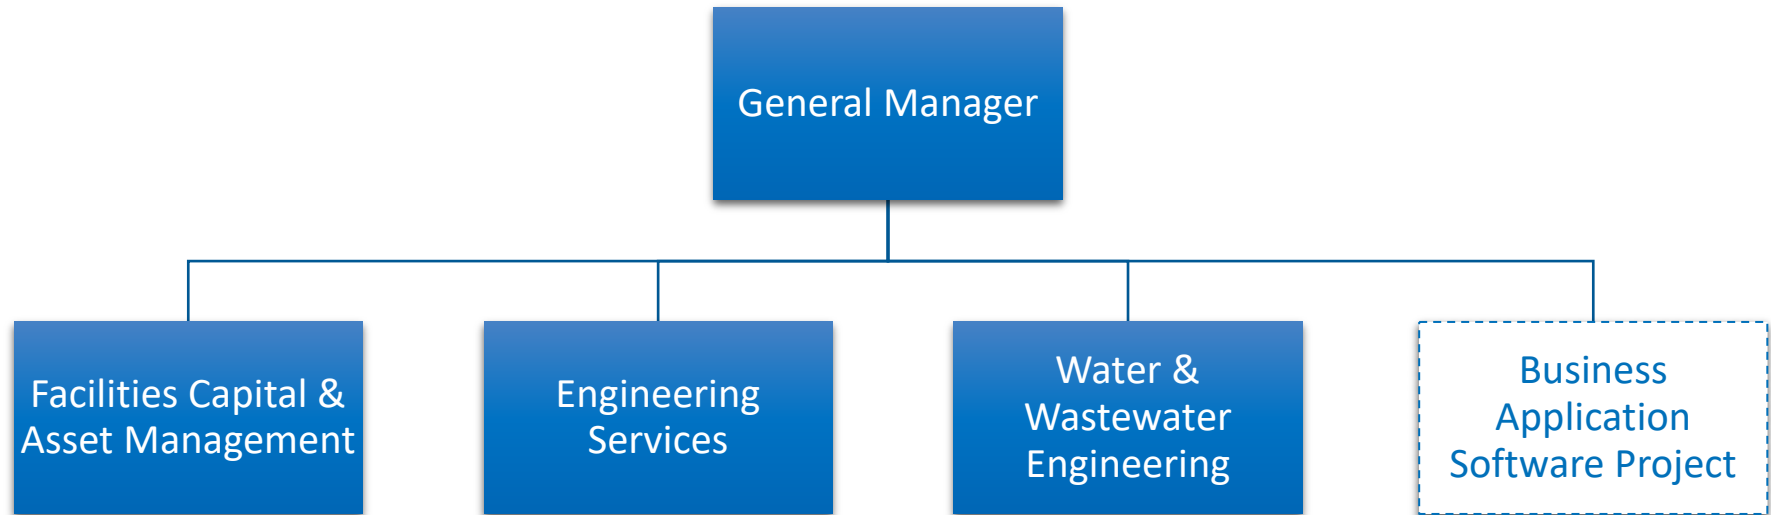 General Manager
Facilities Capital &
Asset Management
Engineering
Services
Water &
Wastewater
Engineering
Business
Application
Software Project